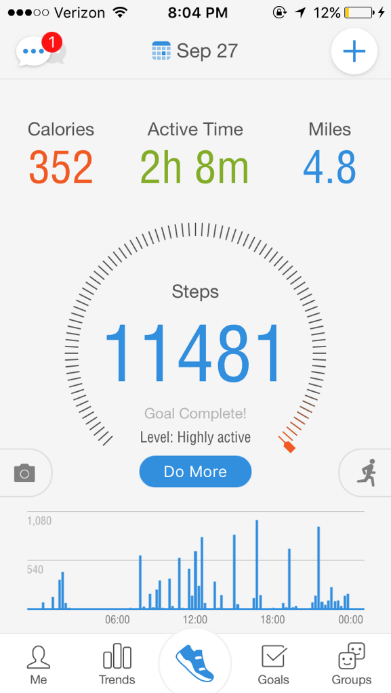 Verizon 8:04 PM 12%
1
Sep 27
Calories Active Time Miles
352 2h 8m 4.8
Steps
11481
Goal Complete!
Level: Highly active
Do More
1,080
540
06:00 12:00 18:00 00:00
Me Trends Goals Groups